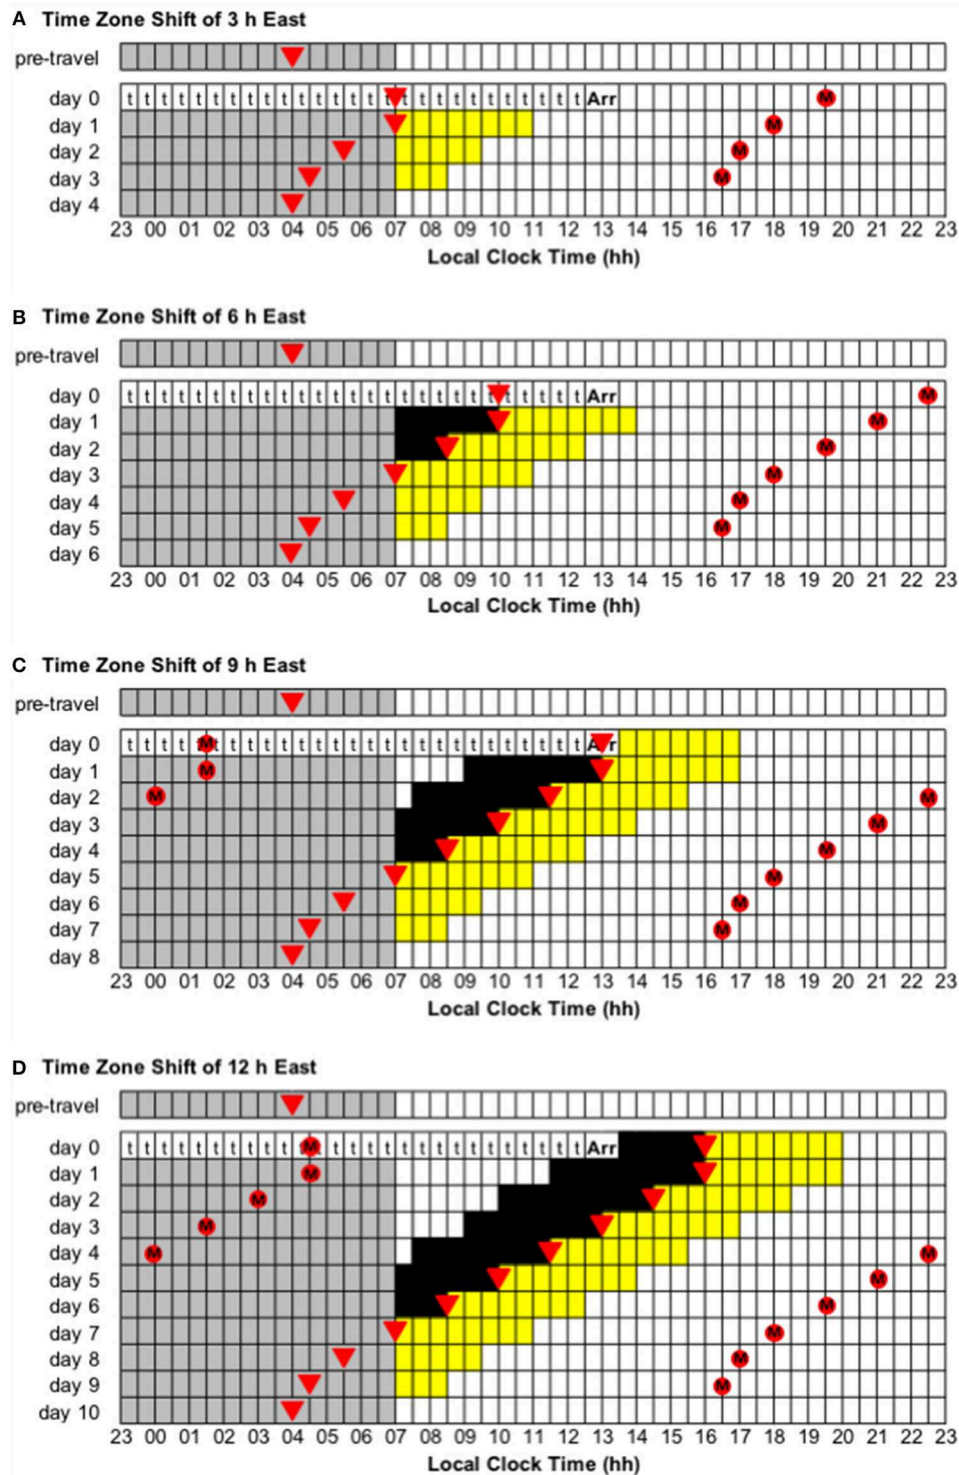 A Time Zone Shift of 3 h East
pre-travel
day 0 t t t t t t t t t t t t t t t t t t t t t t t t t t t Arr M
day 1 M
day 2 M
day 3 M
day 4
23 00 01 02 03 04 05 06 07 08 09 10 11 12 13 14 15 16 17 18 19 20 21 22 23
Local Clock Time (hh)
B Time Zone Shift of 6 h East
pre-travel
day 0 t t t t t t t t t t t t t t t t t t t t t t t t t t t Arr M
day 1 M
day 2 M
day 3 M
day 4 M
day 5 M
day 6
23 00 01 02 03 04 05 06 07 08 09 10 11 12 13 14 15 16 17 18 19 20 21 22 23
Local Clock Time (hh)
C Time Zone Shift of 9 h East
pre-travel
day 0 t t t t M t t t t t t t t t t t t t t t t t t t t t t Arr
day 1 M
day 2 M M
day 3 M
day 4 M
day 5 M
day 6 M
day 7 M
day 8
23 00 01 02 03 04 05 06 07 08 09 10 11 12 13 14 15 16 17 18 19 20 21 22 23
Local Clock Time (hh)
D Time Zone Shift of 12 h East
pre-travel
day 0 t t t t t t t t t t M t t t t t t t t t t t t t t t Arr
day 1 M
day 2 M
day 3 M
day 4 M M
day 5 M
day 6 M
day 7 M
day 8 M
day 9 M
day 10
23 00 01 02 03 04 05 06 07 08 09 10 11 12 13 14 15 16 17 18 19 20 21 22 23
Local Clock Time (hh)